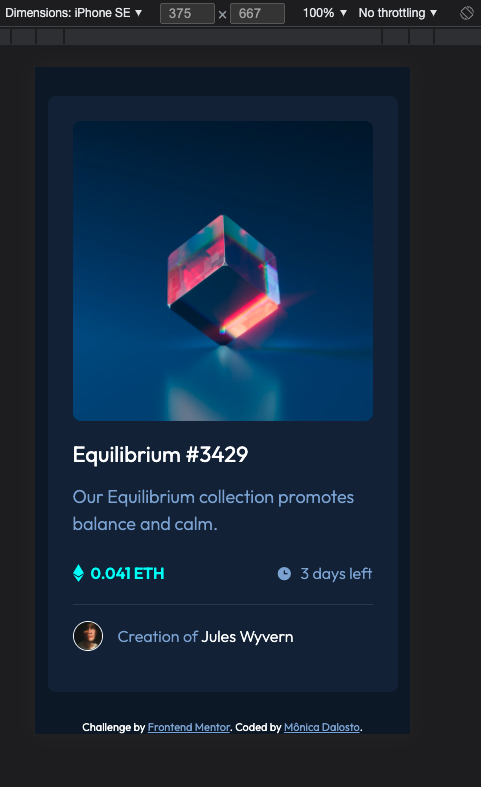 Dimensions: iPhone SE ▼ 375 × 667 100% ▼ No throttling ▼
Equilibrium #3429
Our Equilibrium collection promotes
balance and calm.
0.041 ETH 3 days left
Creation of Jules Wyvern
Challenge by Frontend Mentor. Coded by Mônica Dalosto.